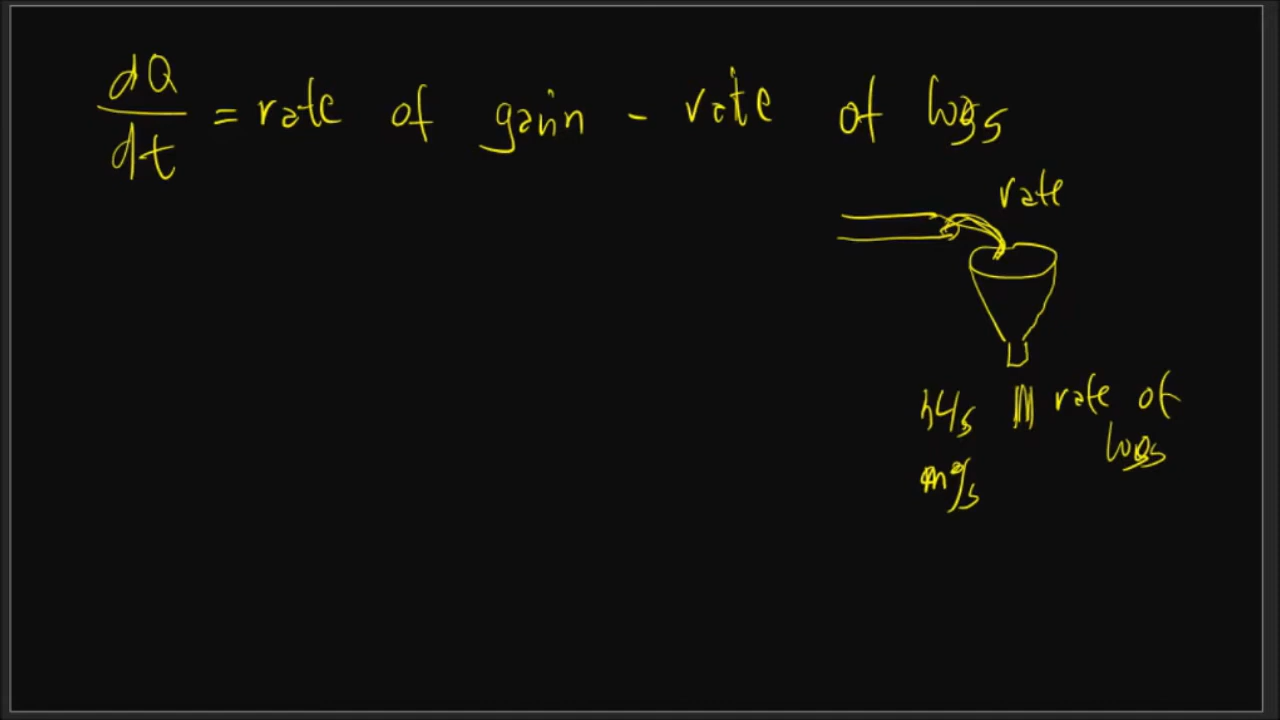 dQ/dt = rate of gain - rate of loss
rate
rate of
loss
m/s